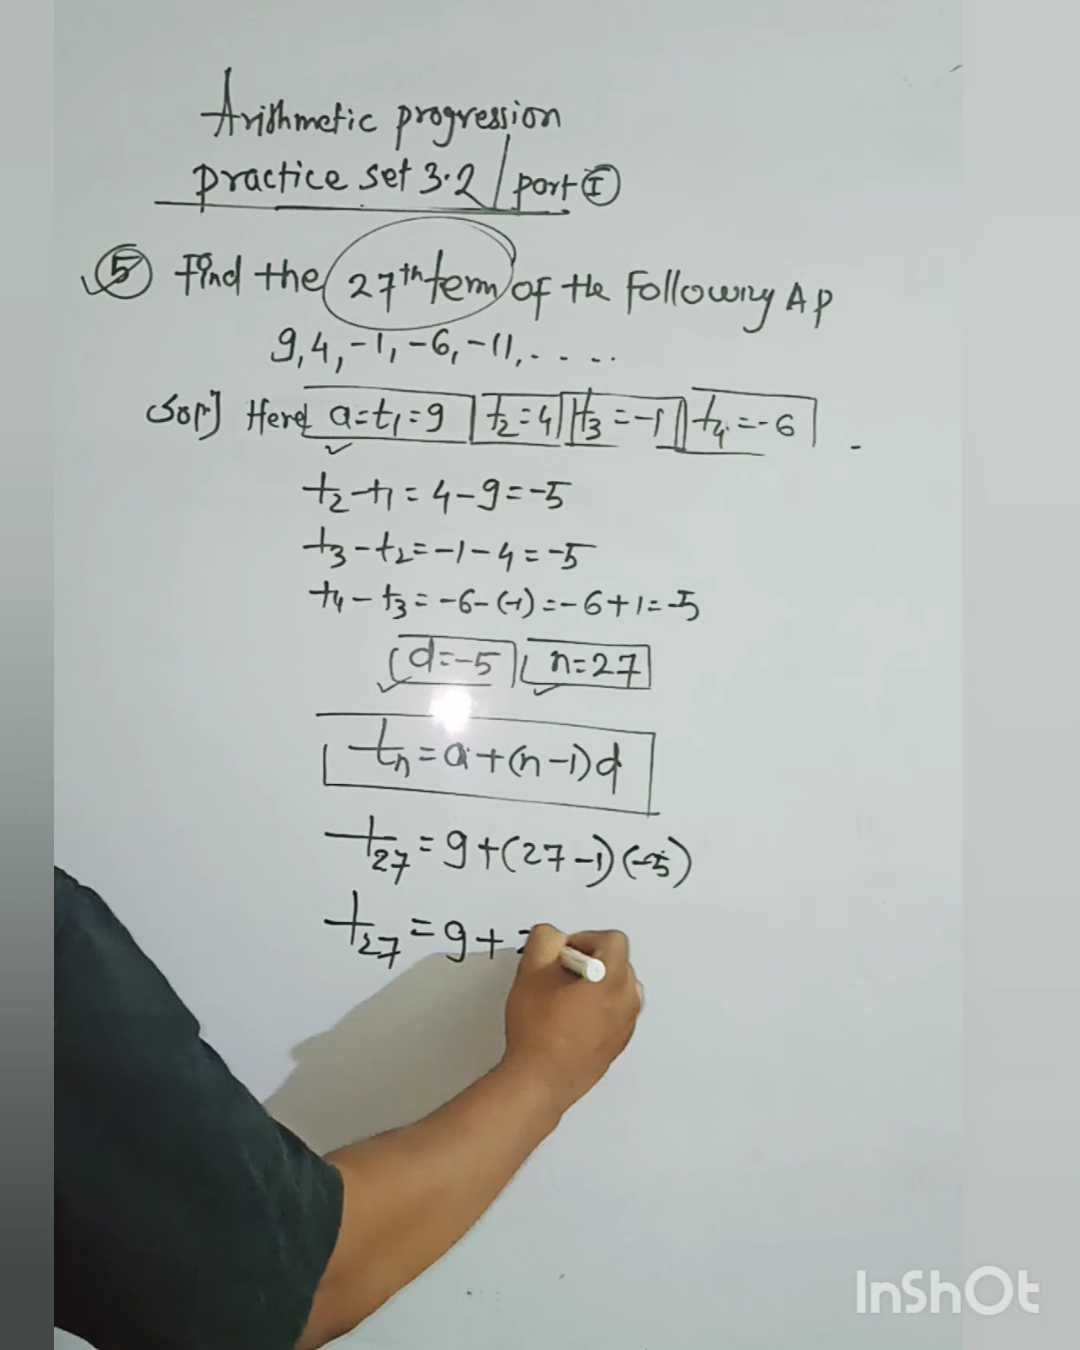 Arithmetic progression
practice set 3.2 / part I
5 Find the 27th term of the following AP
9, 4, -1, -6, -11, . . . .
Solⁿ] Here a=t₁=9 t₂=4 t₃=-1 t₄=-6
t₂-t₁=4-9=-5
t₃-t₂=-1-4=-5
t₄-t₃=-6-(-1)=-6+1=-5
d=-5 n=27
tₙ=a+(n-1)d
t₂₇=9+(27-1)(-5)
t₂₇=9+
InShOt